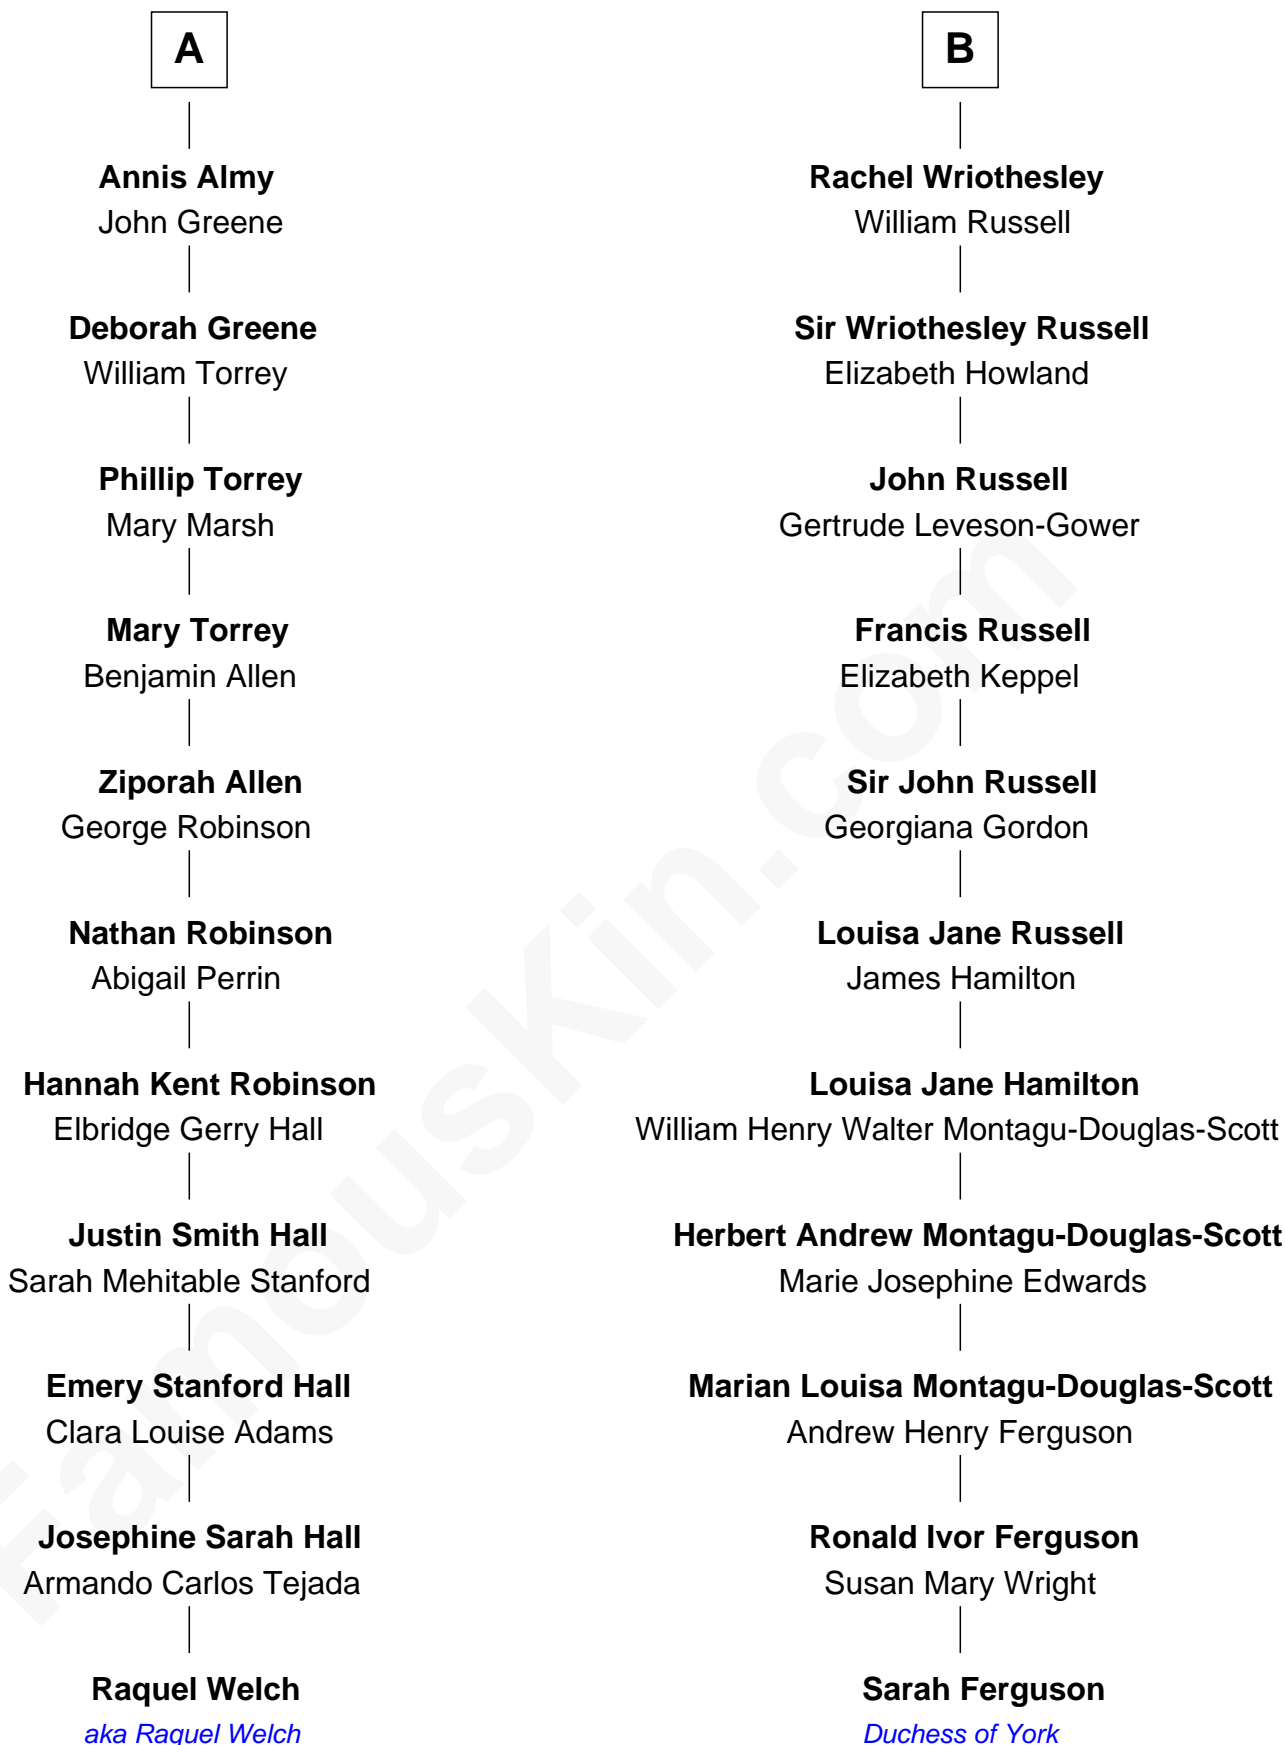 A
Annis Almy
John Greene
Deborah Greene
William Torrey
Phillip Torrey
Mary Marsh
Mary Torrey
Benjamin Allen
Ziporah Allen
George Robinson
Nathan Robinson
Abigail Perrin
Hannah Kent Robinson
Elbridge Gerry Hall
Justin Smith Hall
Sarah Mehitable Stanford
Emery Stanford Hall
Clara Louise Adams
Josephine Sarah Hall
Armando Carlos Tejada
Raquel Welch
aka Raquel Welch
B
Rachel Wriothesley
William Russell
Sir Wriothesley Russell
Elizabeth Howland
John Russell
Gertrude Leveson-Gower
Francis Russell
Elizabeth Keppel
Sir John Russell
Georgiana Gordon
Louisa Jane Russell
James Hamilton
Louisa Jane Hamilton
William Henry Walter Montagu-Douglas-Scott
Herbert Andrew Montagu-Douglas-Scott
Marie Josephine Edwards
Marian Louisa Montagu-Douglas-Scott
Andrew Henry Ferguson
Ronald Ivor Ferguson
Susan Mary Wright
Sarah Ferguson
Duchess of York
FamousKin.com